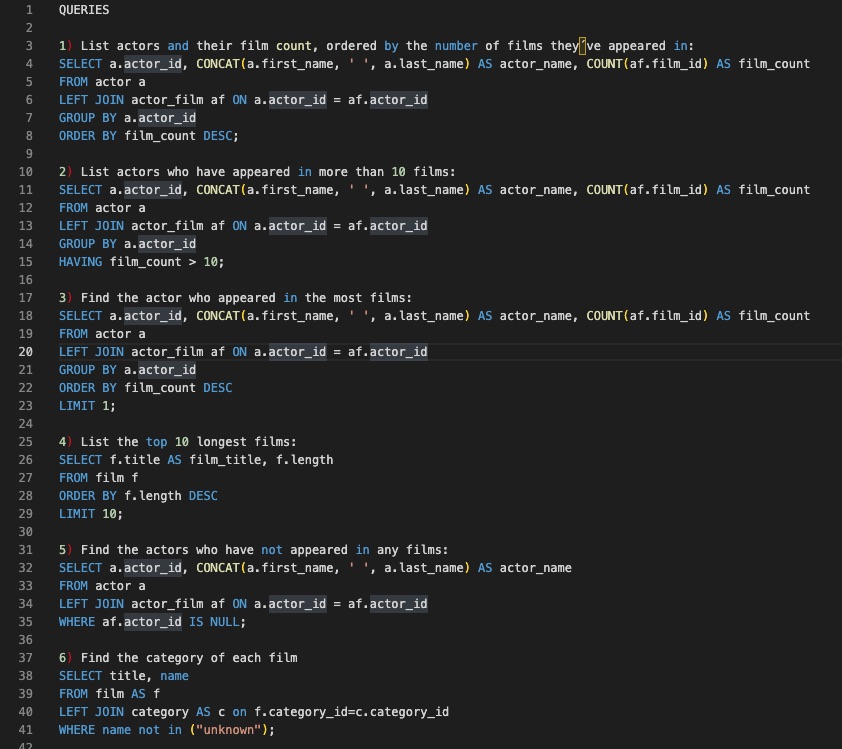 1 QUERIES
2
3 1) List actors and their film count, ordered by the number of films they´ve appeared in:
4 SELECT a.actor_id, CONCAT(a.first_name, ' ', a.last_name) AS actor_name, COUNT(af.film_id) AS film_count
5 FROM actor a
6 LEFT JOIN actor_film af ON a.actor_id = af.actor_id
7 GROUP BY a.actor_id
8 ORDER BY film_count DESC;
9
10 2) List actors who have appeared in more than 10 films:
11 SELECT a.actor_id, CONCAT(a.first_name, ' ', a.last_name) AS actor_name, COUNT(af.film_id) AS film_count
12 FROM actor a
13 LEFT JOIN actor_film af ON a.actor_id = af.actor_id
14 GROUP BY a.actor_id
15 HAVING film_count > 10;
16
17 3) Find the actor who appeared in the most films:
18 SELECT a.actor_id, CONCAT(a.first_name, ' ', a.last_name) AS actor_name, COUNT(af.film_id) AS film_count
19 FROM actor a
20 LEFT JOIN actor_film af ON a.actor_id = af.actor_id
21 GROUP BY a.actor_id
22 ORDER BY film_count DESC
23 LIMIT 1;
24
25 4) List the top 10 longest films:
26 SELECT f.title AS film_title, f.length
27 FROM film f
28 ORDER BY f.length DESC
29 LIMIT 10;
30
31 5) Find the actors who have not appeared in any films:
32 SELECT a.actor_id, CONCAT(a.first_name, ' ', a.last_name) AS actor_name
33 FROM actor a
34 LEFT JOIN actor_film af ON a.actor_id = af.actor_id
35 WHERE af.actor_id IS NULL;
36
37 6) Find the category of each film
38 SELECT title, name
39 FROM film AS f
40 LEFT JOIN category AS c on f.category_id=c.category_id
41 WHERE name not in ("unknown");
42